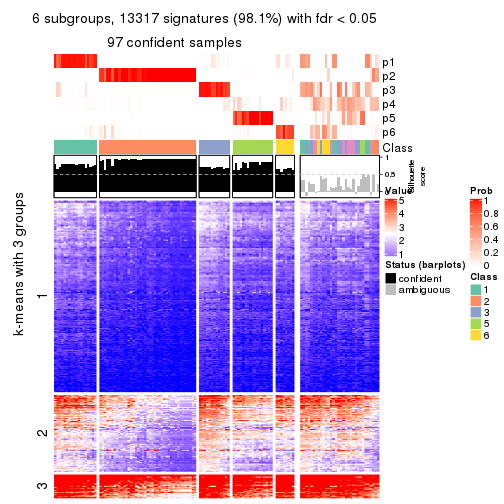 6 subgroups, 13317 signatures (98.1%) with fdr < 0.05
97 confident samples
p1
p2
p3
p4
p5
p6
Class
1
0.5
0
Silhouette
score
k-means with 3 groups
1
2
3
Value
5
4
3
2
1
Status (barplots)
confident
ambiguous
Prob
1
0.8
0.6
0.4
0.2
0
Class
1
2
3
5
6